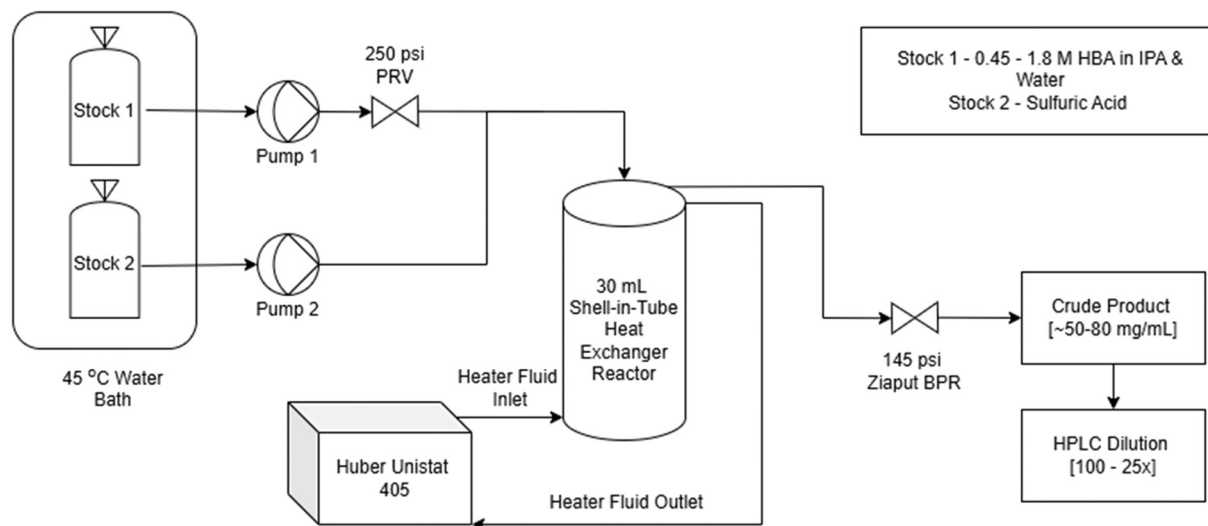 250 psi
PRV
Stock 1 - 0.45 - 1.8 M HBA in IPA &
Water
Stock 2 - Sulfuric Acid
Stock 1
Pump 1
Stock 2
Pump 2
45 °C Water
Bath
30 mL
Shell-in-Tube
Heat
Exchanger
Reactor
Crude Product
[~50-80 mg/mL]
145 psi
Ziaput BPR
Heater Fluid
Inlet
HPLC Dilution
[100 - 25x]
Huber Unistat
405
Heater Fluid Outlet